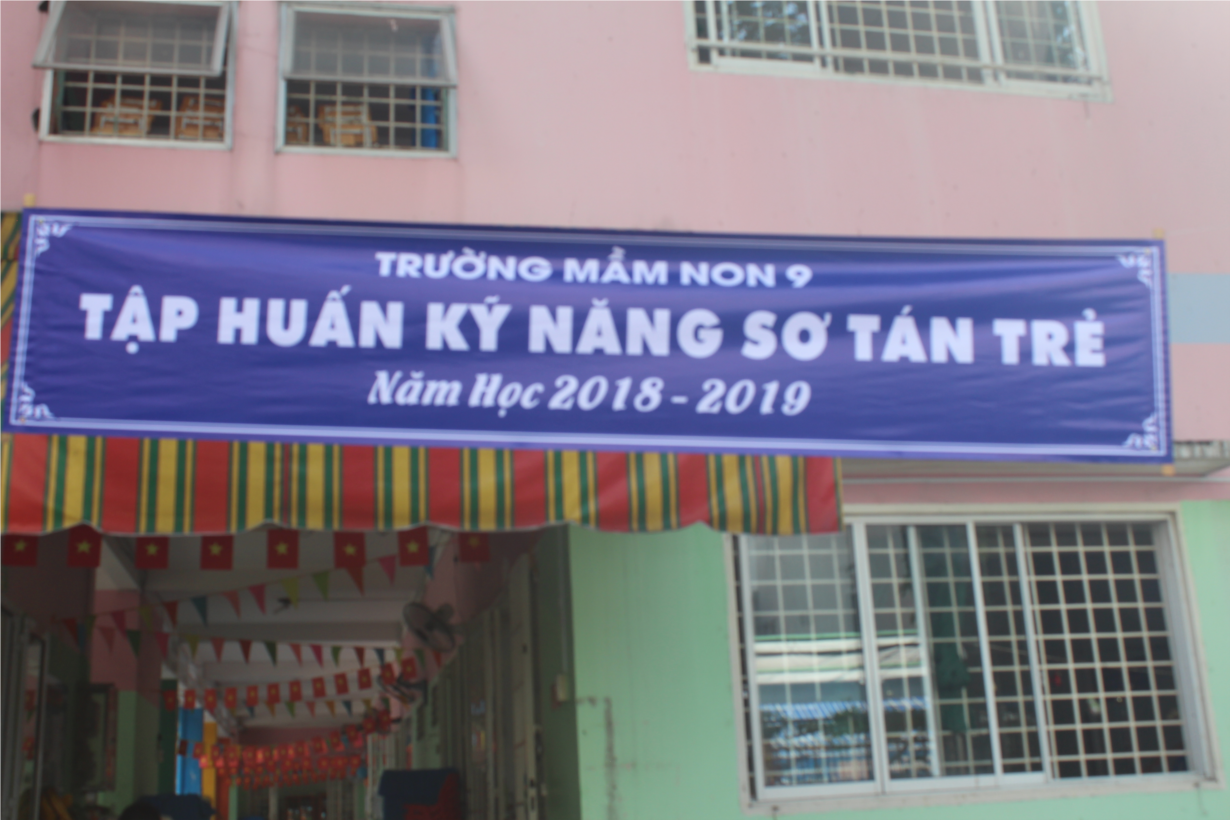 TRƯỜNG MẦM NON 9
TẬP HUẤN KỸ NĂNG SƠ TÁN TRẺ
Năm Học 2018 - 2019